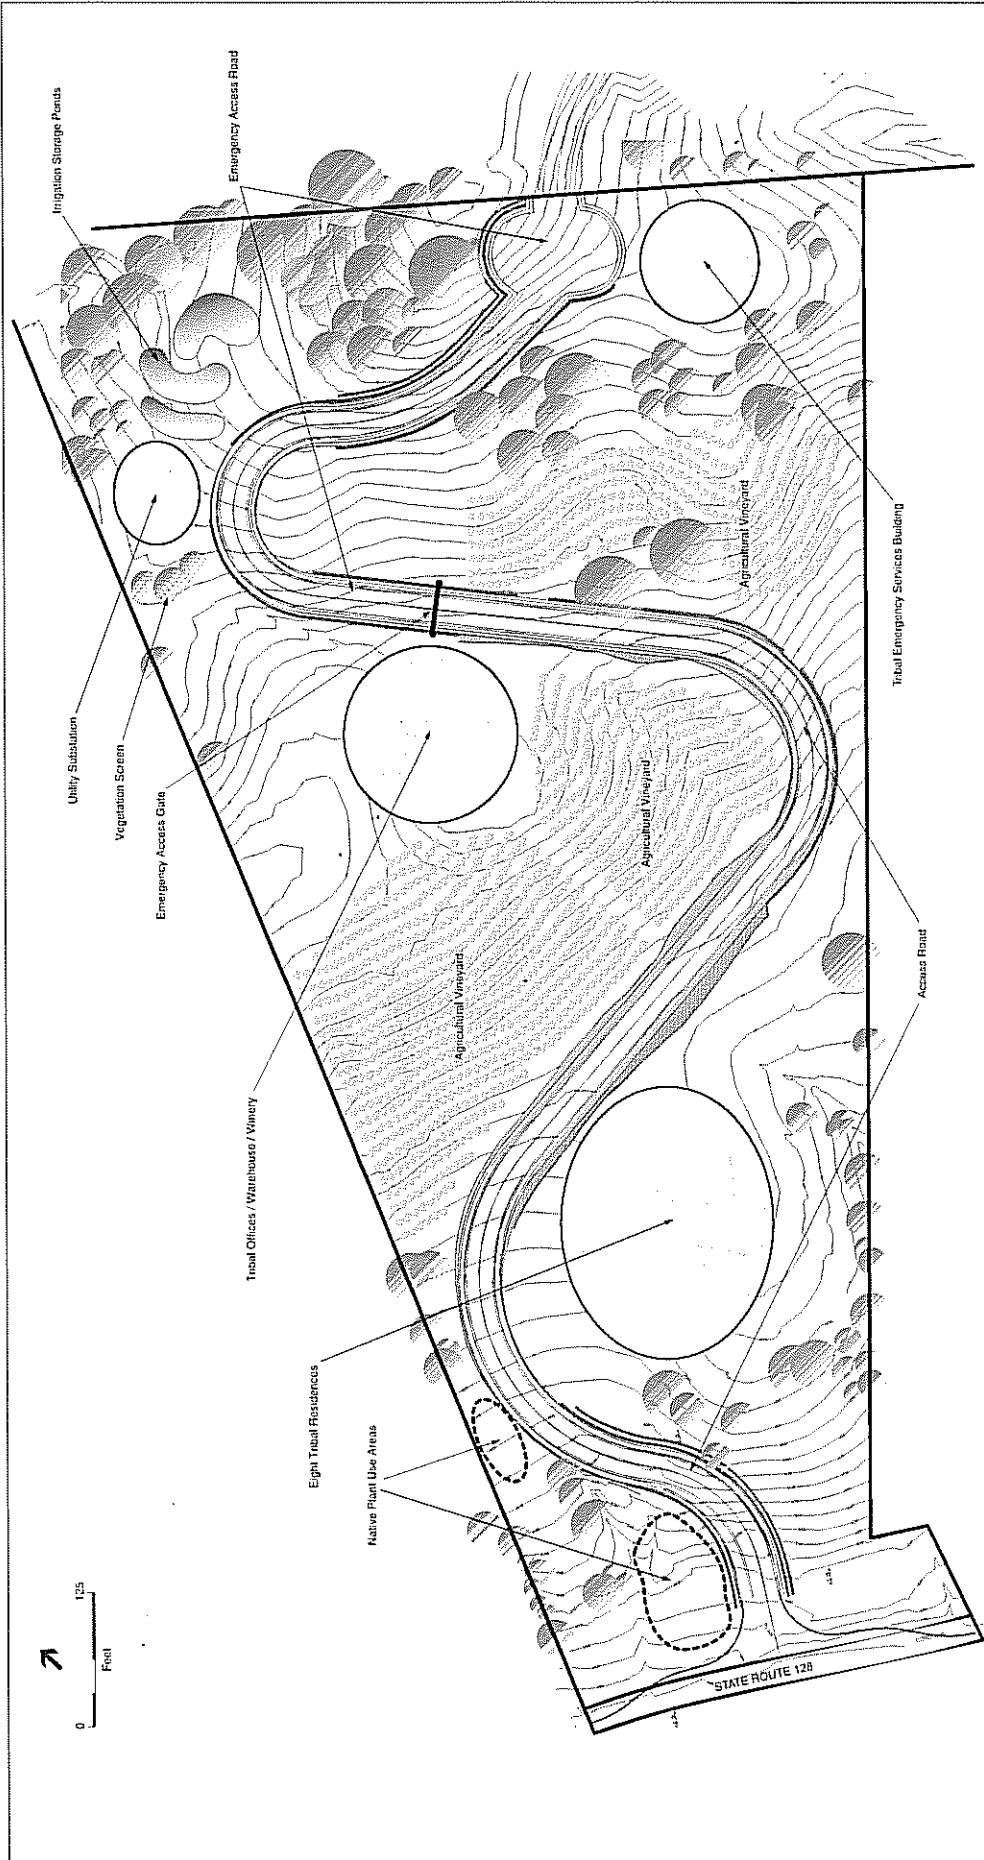 Irrigation Storage Ponds
Emergency Access Road
Utility Substation
Vegetation Screen
Emergency Access Gate
Tribal Offices / Warehouse / Winery
Eight Tribal Residences
Native Plant Use Areas
Agricultural Vineyard
Agricultural Vineyard
Agricultural Vineyard
Tribal Emergency Services Building
Access Road
STATE ROUTE 128
0 125
Feet